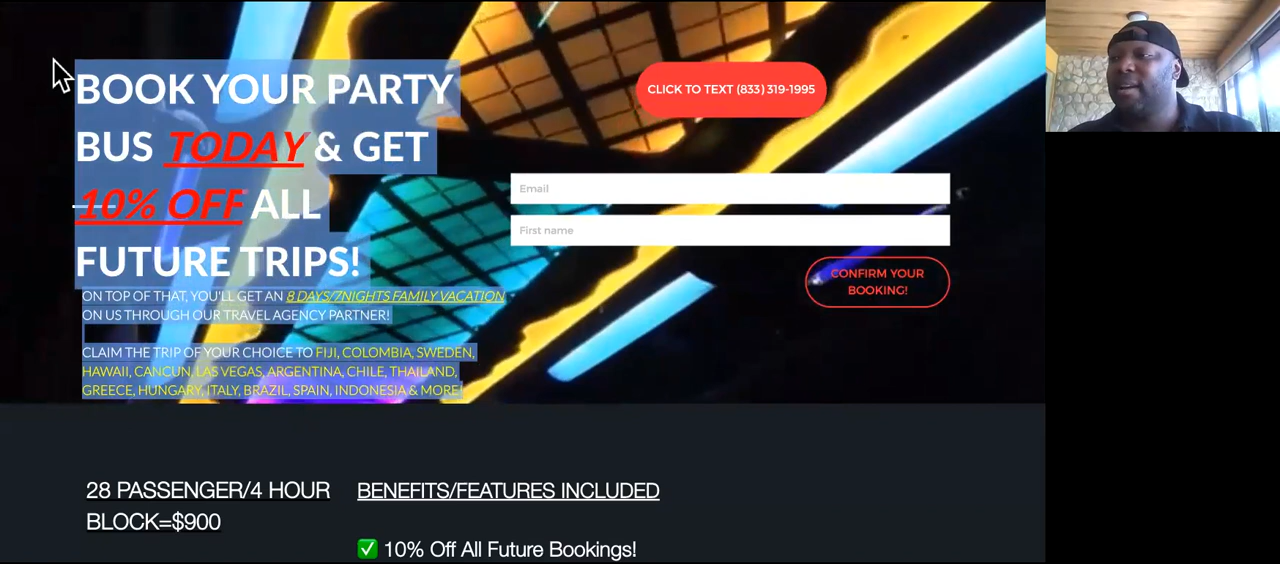 BOOK YOUR PARTY
BUS TODAY & GET
10% OFF ALL
FUTURE TRIPS!
ON TOP OF THAT, YOU'LL GET AN 8 DAYS/7NIGHTS FAMILY VACATION
ON US THROUGH OUR TRAVEL AGENCY PARTNER!
CLAIM THE TRIP OF YOUR CHOICE TO FIJI, COLOMBIA, SWEDEN,
HAWAII, CANCUN, LAS VEGAS, ARGENTINA, CHILE, THAILAND,
GREECE, HUNGARY, ITALY, BRAZIL, SPAIN, INDONESIA & MORE!
CLICK TO TEXT (833) 319-1995
Email
First name
CONFIRM YOUR
BOOKING!
28 PASSENGER/4 HOUR
BLOCK=$900
BENEFITS/FEATURES INCLUDED
✅ 10% Off All Future Bookings!